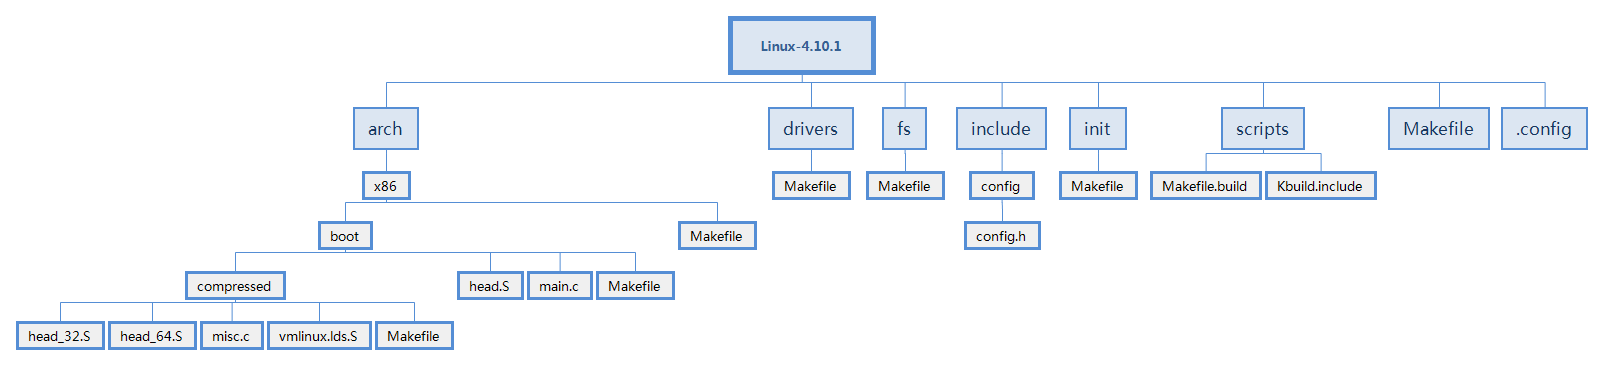 Linux-4.10.1
arch
drivers
fs
include
init
scripts
Makefile
.config
x86
Makefile
Makefile
config
Makefile
Makefile.build
Kbuild.include
boot
Makefile
config.h
compressed
head.S
main.c
Makefile
head_32.S
head_64.S
misc.c
vmlinux.lds.S
Makefile